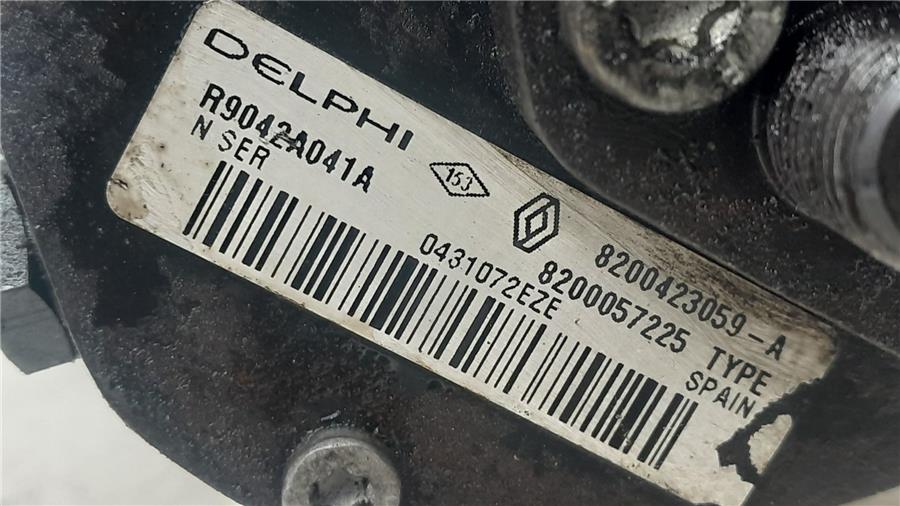 DELPHI
R9042A041A
N SER
153
8200423059-A
8200057225 TYPE
0431072EZE
SPAIN